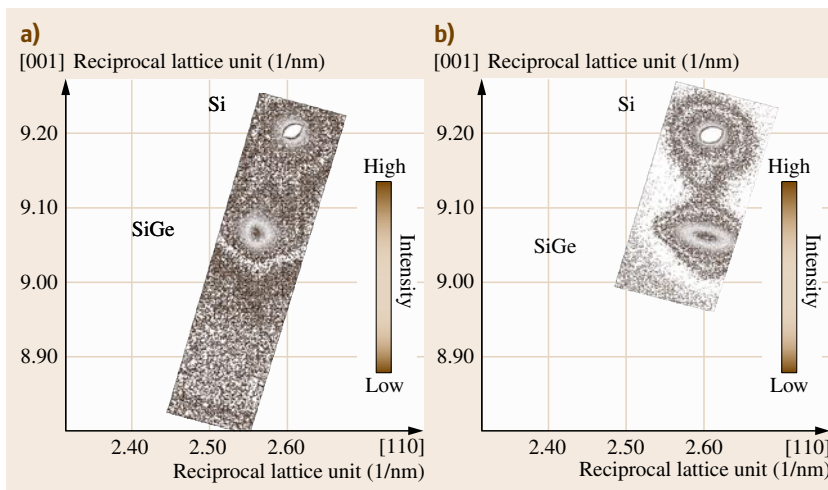 a)
[001] Reciprocal lattice unit (1/nm)
Si
9.20
High
9.10
SiGe
Intensity
9.00
8.90
Low
2.40 2.50 2.60 [110]
Reciprocal lattice unit (1/nm)
b)
[001] Reciprocal lattice unit (1/nm)
Si
9.20
High
9.10
SiGe
Intensity
9.00
8.90
Low
2.40 2.50 2.60 [110]
Reciprocal lattice unit (1/nm)